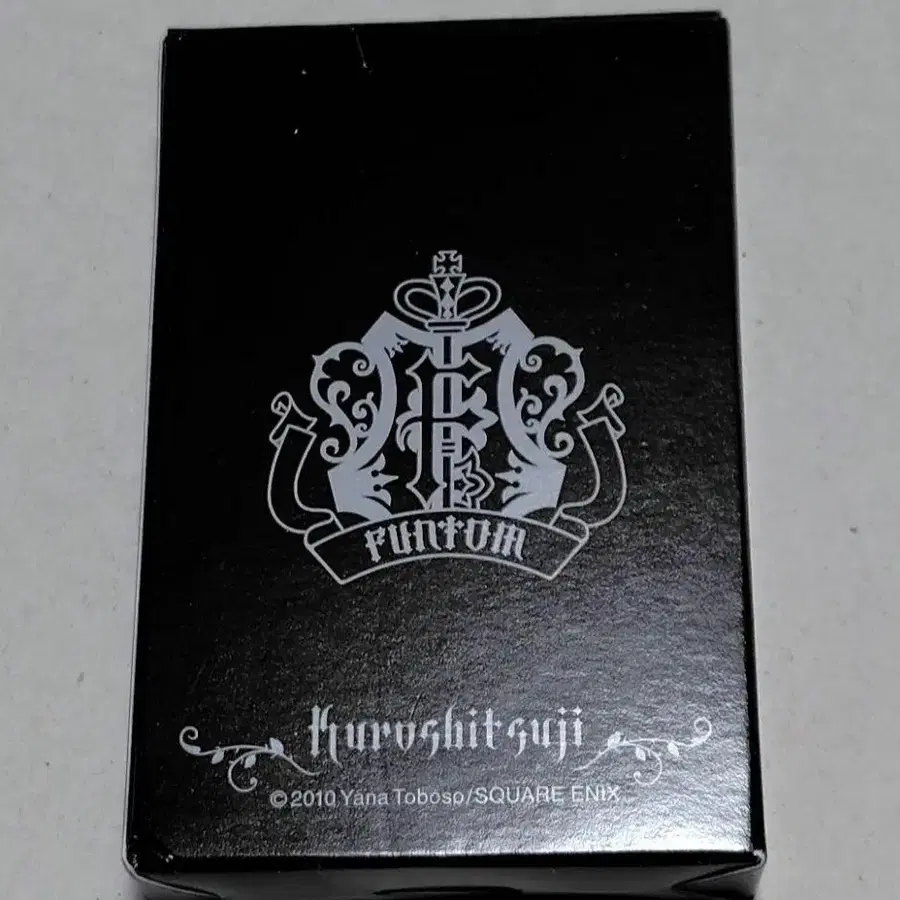 FUNTOM
Kuroshitsuji
© 2010 Yana Toboso/SQUARE ENIX